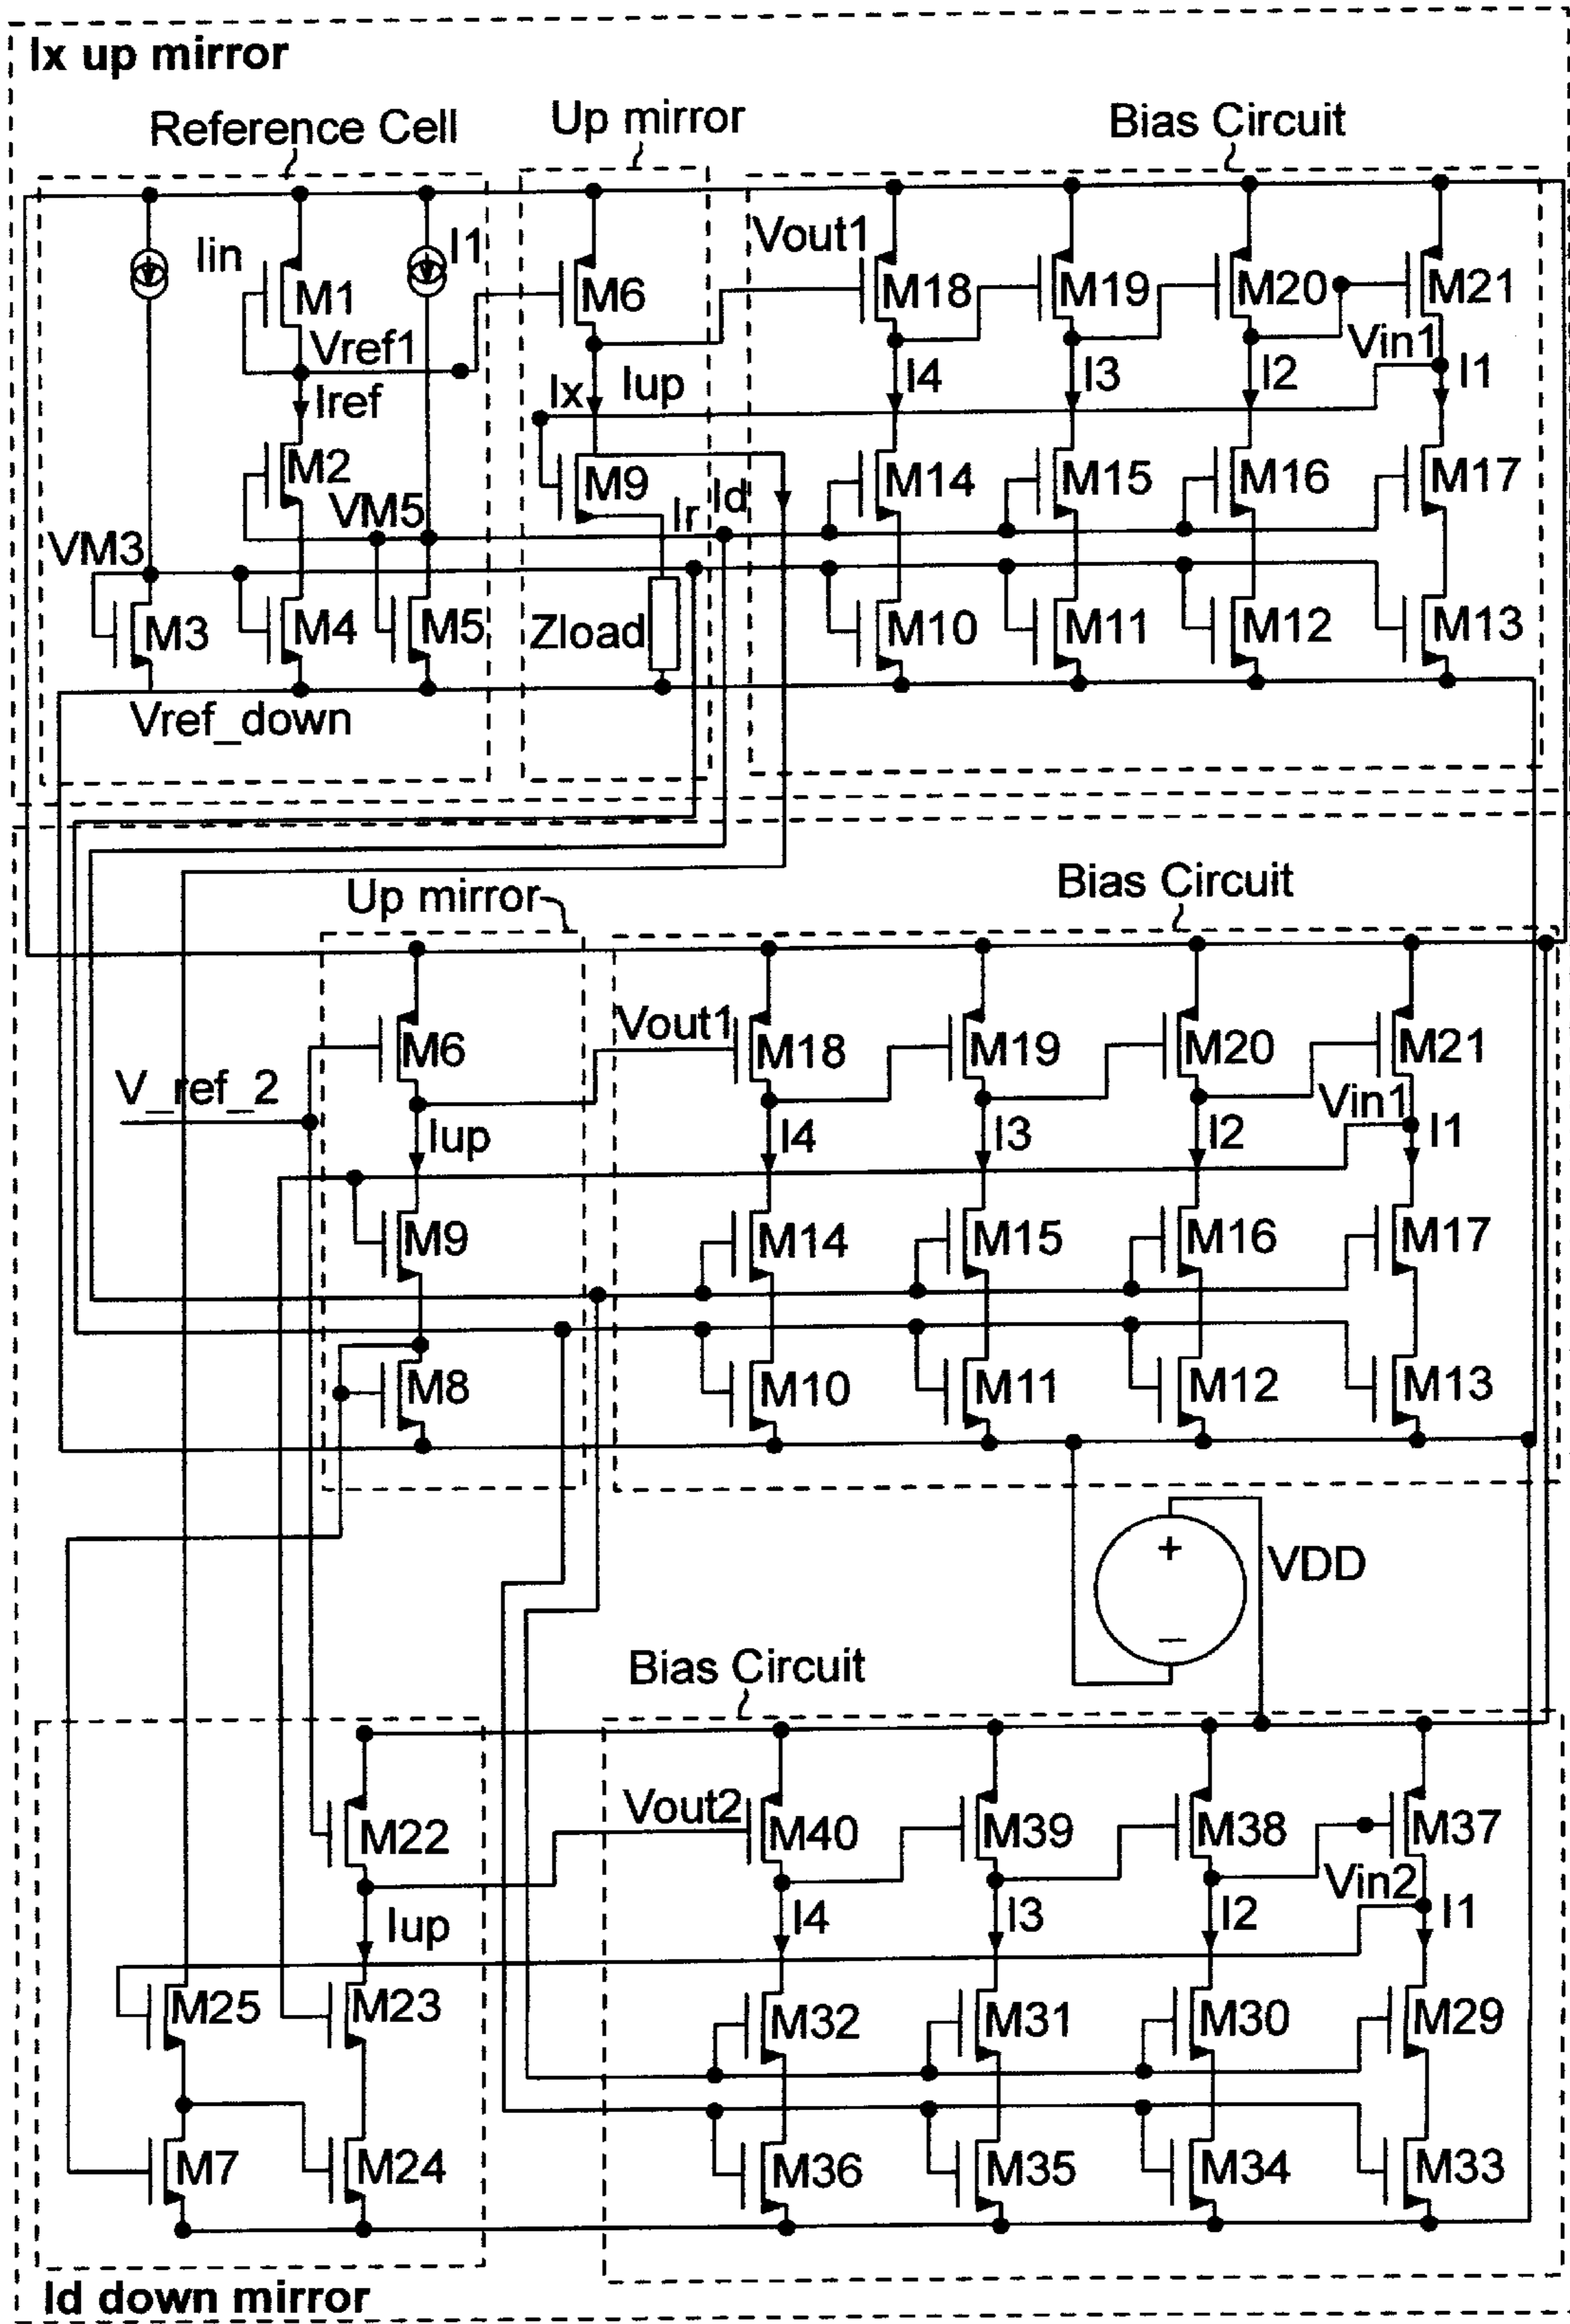 Ix up mirror
Reference Cell
Up mirror
Bias Circuit
Iin
I1
Vout1
M1
M6
M18
M19
M20
M21
Vref1
Vin1
Iref
Ix
Iup
I4
I3
I2
I1
M2
M9
M14
M15
M16
M17
VM5
Ir
Id
VM3
M3
M4
M5
Zload
M10
M11
M12
M13
Vref_down
Up mirror
Bias Circuit
M6
Vout1
M18
M19
M20
M21
V_ref_2
Vin1
Iup
I4
I3
I2
I1
M9
M14
M15
M16
M17
M8
M10
M11
M12
M13
+
VDD
−
Bias Circuit
M22
Vout2
M40
M39
M38
M37
Vin2
Iup
I4
I3
I2
I1
M25
M23
M32
M31
M30
M29
M7
M24
M36
M35
M34
M33
Id down mirror